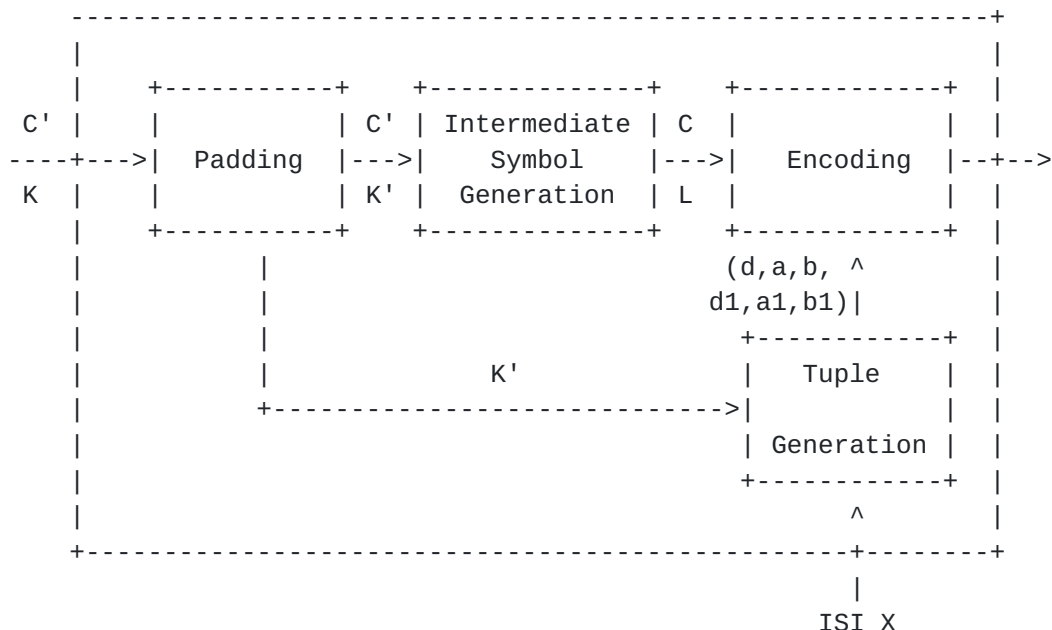 C' C' Intermediate C
Padding Symbol Encoding
K K' Generation L
(d,a,b,
d1,a1,b1)
K' Tuple
Generation
ISI X